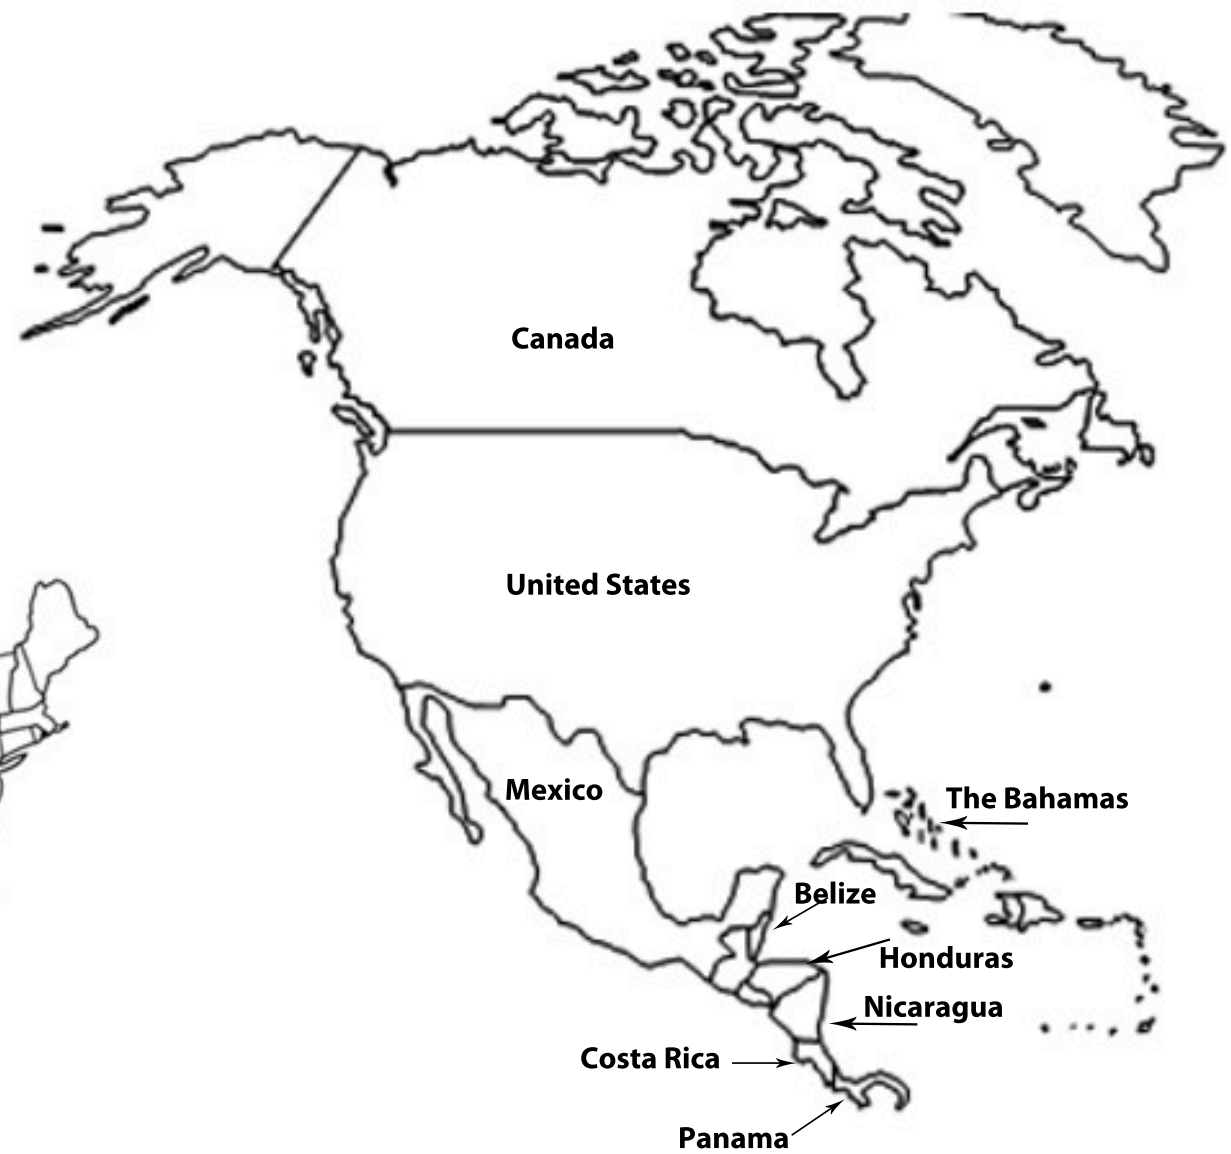 Canada
United States
Mexico
The Bahamas
Belize
Honduras
Nicaragua
Costa Rica
Panama